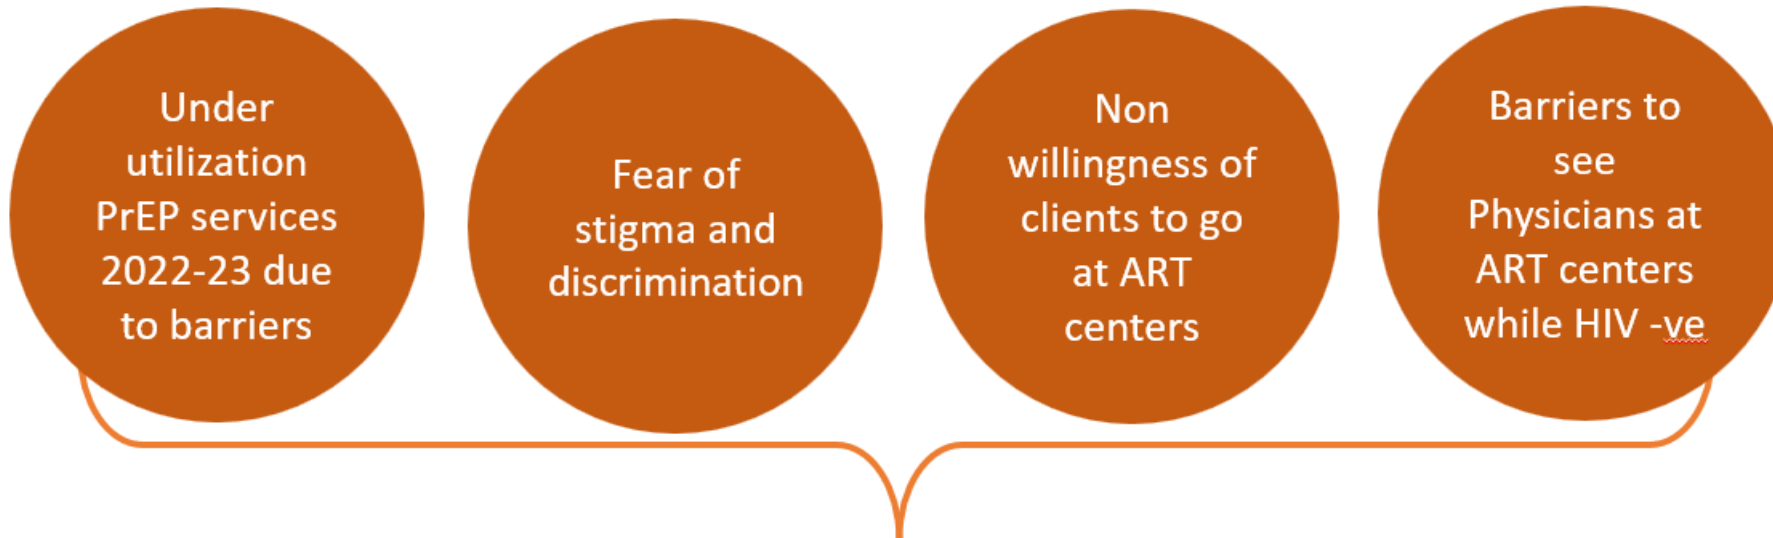 Under
utilization
PrEP services
2022-23 due
to barriers
Fear of
stigma and
discrimination
Non
willingness of
clients to go
at ART
centers
Barriers to
see
Physicians at
ART centers
while HIV -ve